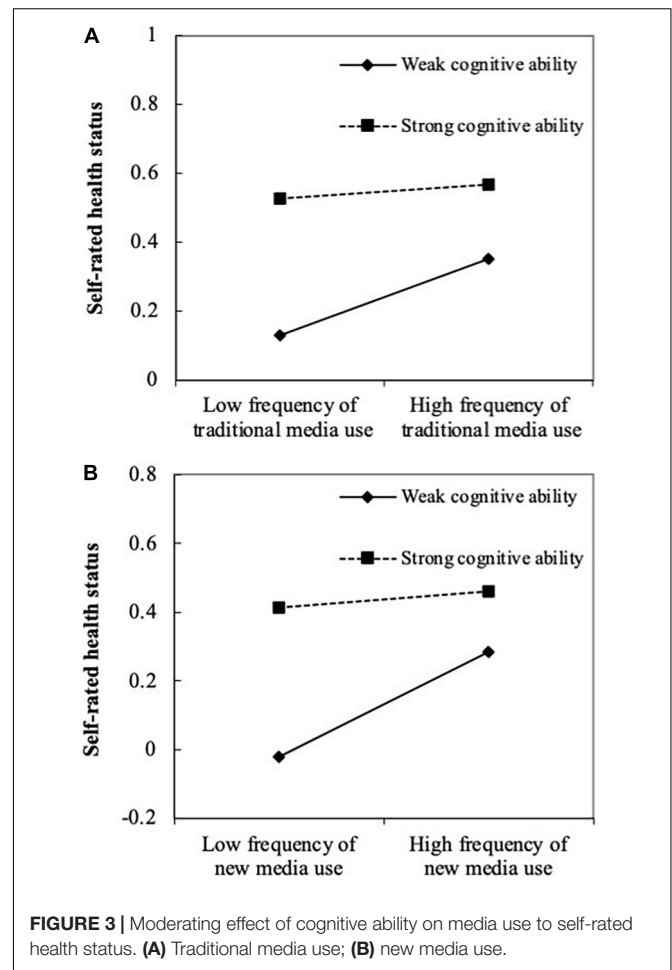 A
1
0.8
0.6
0.4
0.2
0
Self-rated health status
Weak cognitive ability
Strong cognitive ability
Low frequency of
traditional media use
High frequency of
traditional media use
B
0.8
0.6
0.4
0.2
0
-0.2
Self-rated health status
Weak cognitive ability
Strong cognitive ability
Low frequency of
new media use
High frequency of
new media use
FIGURE 3 | Moderating effect of cognitive ability on media use to self-rated
health status. (A) Traditional media use; (B) new media use.